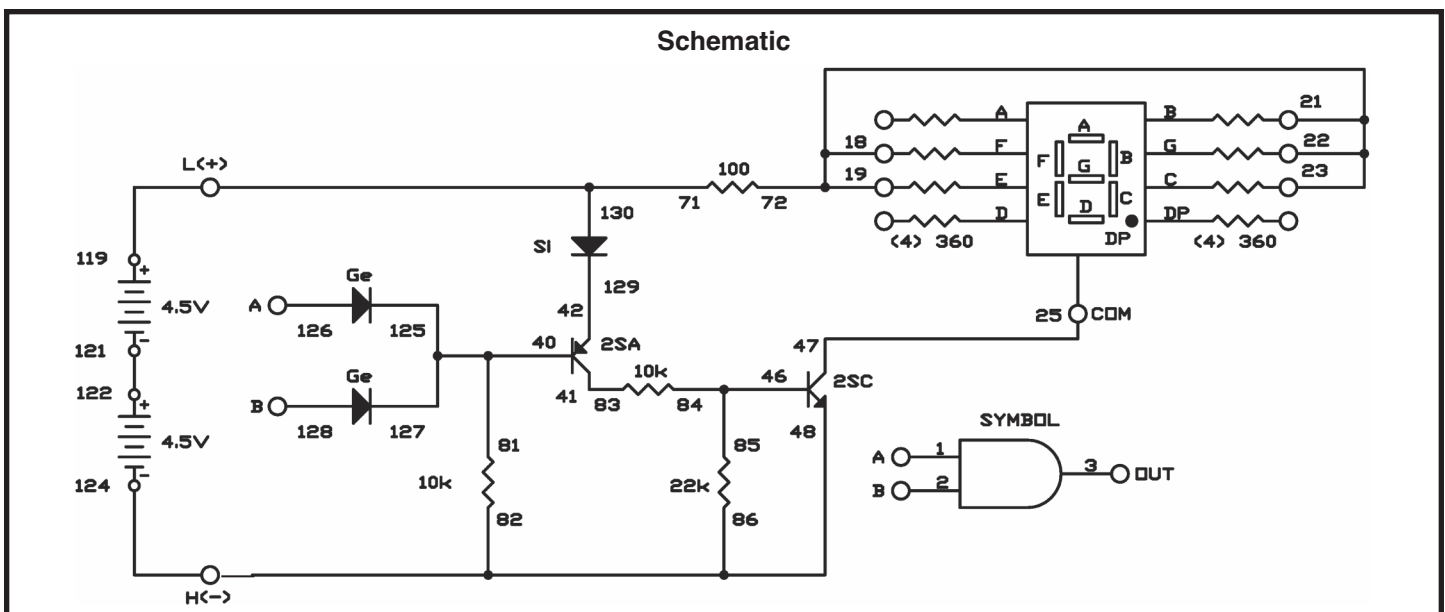 Schematic
L(+)
119
+
4.5V
-
121
122
+
4.5V
-
124
H(-)
A
126
Ge
125
B
128
Ge
127
81
10k
82
130
SI
129
42
40
2SA
41
83
10k
84
85
22k
86
71
100
72
46
47
2SC
48
18
19
A
F
E
D
(4) 360
A
F
B
G
E
C
D
DP
B
G
C
DP
21
22
23
(4) 360
25
COM
SYMBOL
A
1
B
2
3
OUT